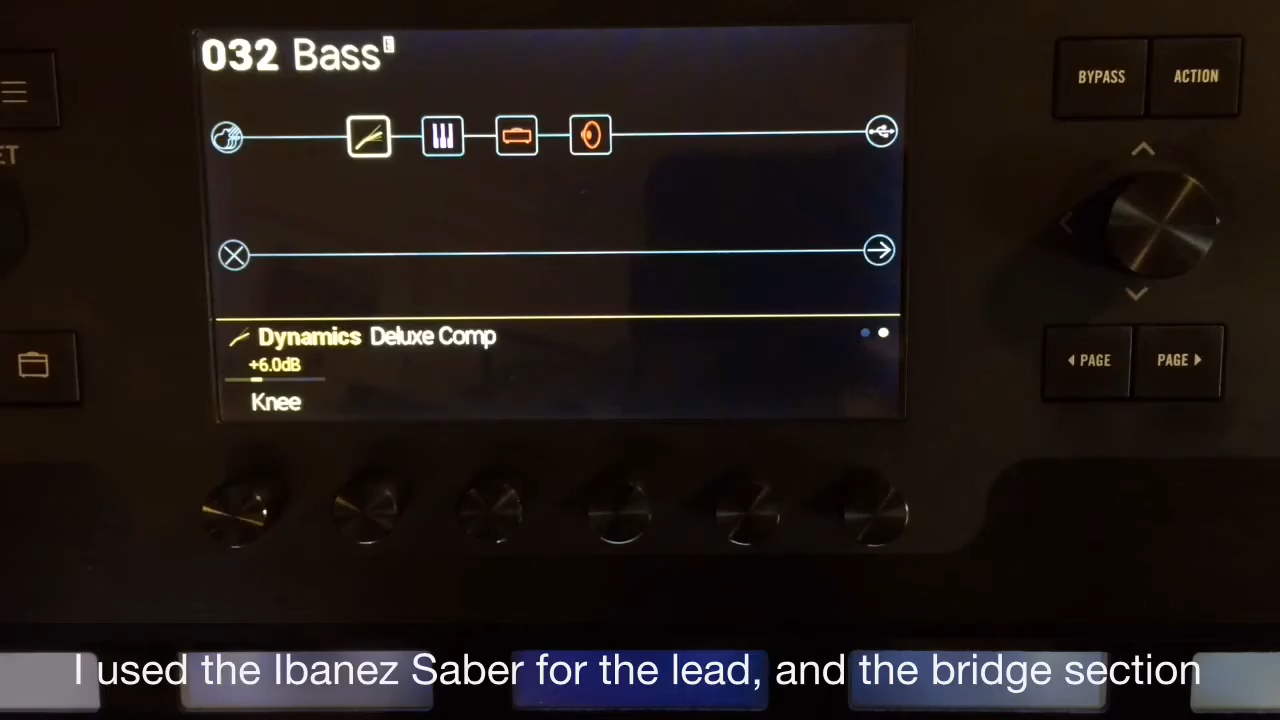 032 Bass E
BYPASS
ACTION
ET
Dynamics Deluxe Comp
+6.0dB
Knee
PAGE
PAGE
I used the Ibanez Saber for the lead, and the bridge section